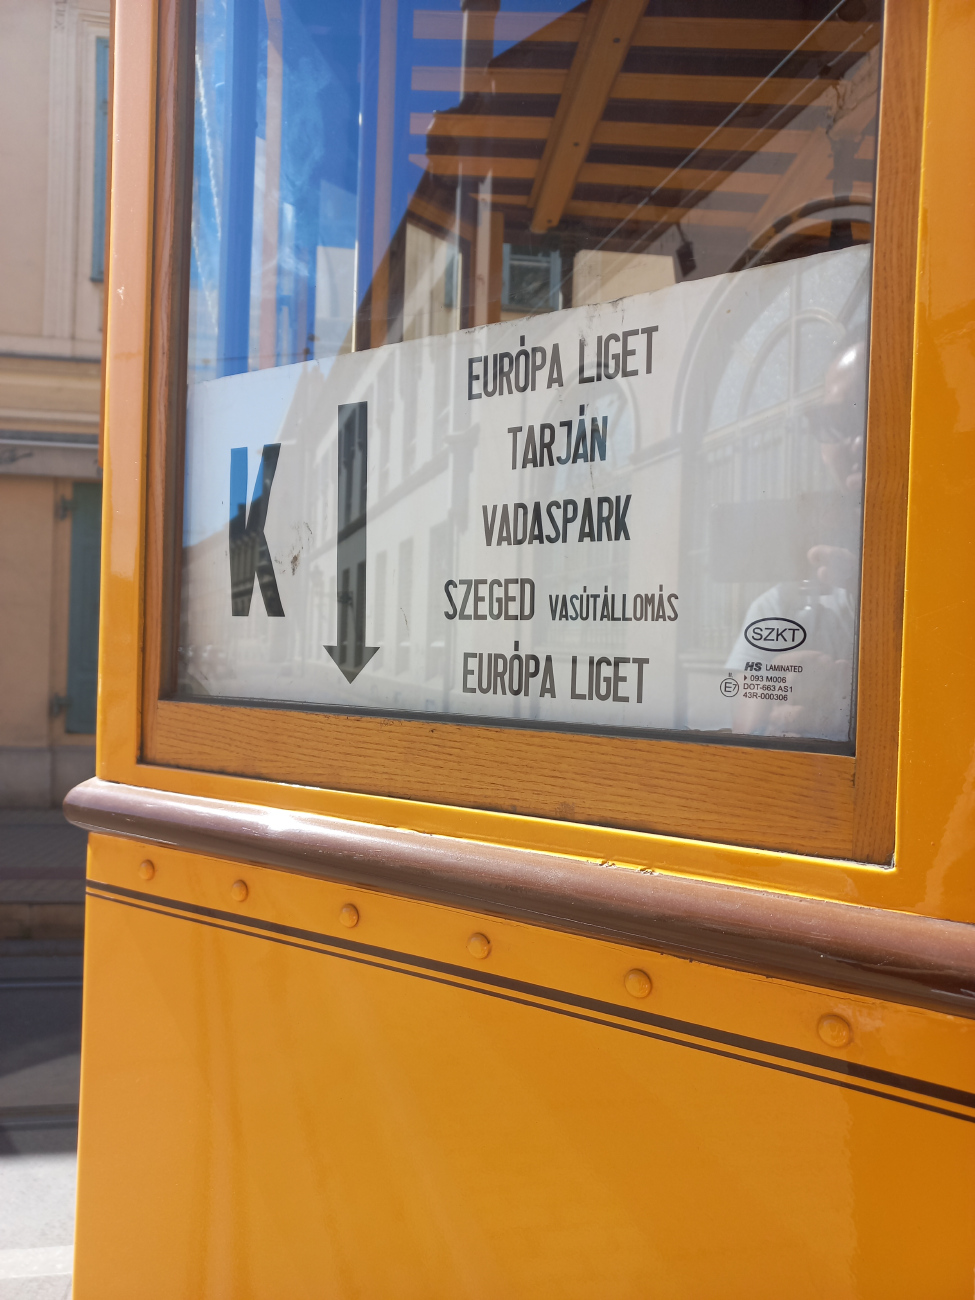 K
EURÓPA LIGET
TARJÁN
VADASPARK
SZEGED VASÚTÁLLOMÁS
EURÓPA LIGET
SZKT
HS LAMINATED
093 M006
E7 DOT-663 AS1
43R-000306